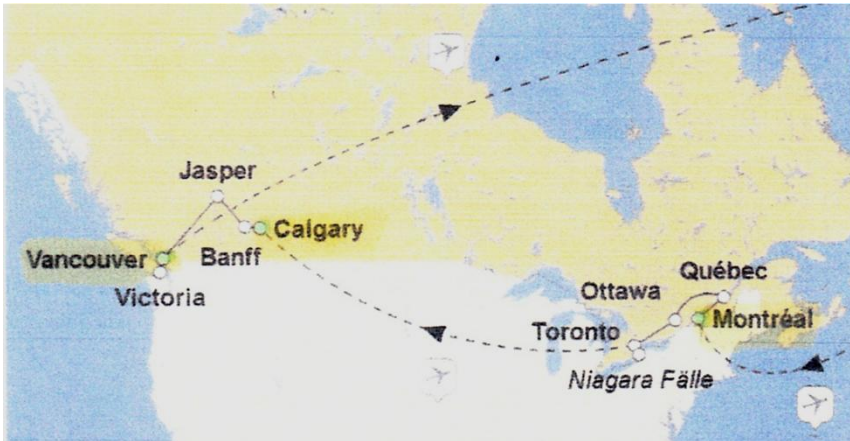 Jasper
Calgary
Vancouver
Banff
Victoria
Québec
Ottawa
Montréal
Toronto
Niagara Fälle